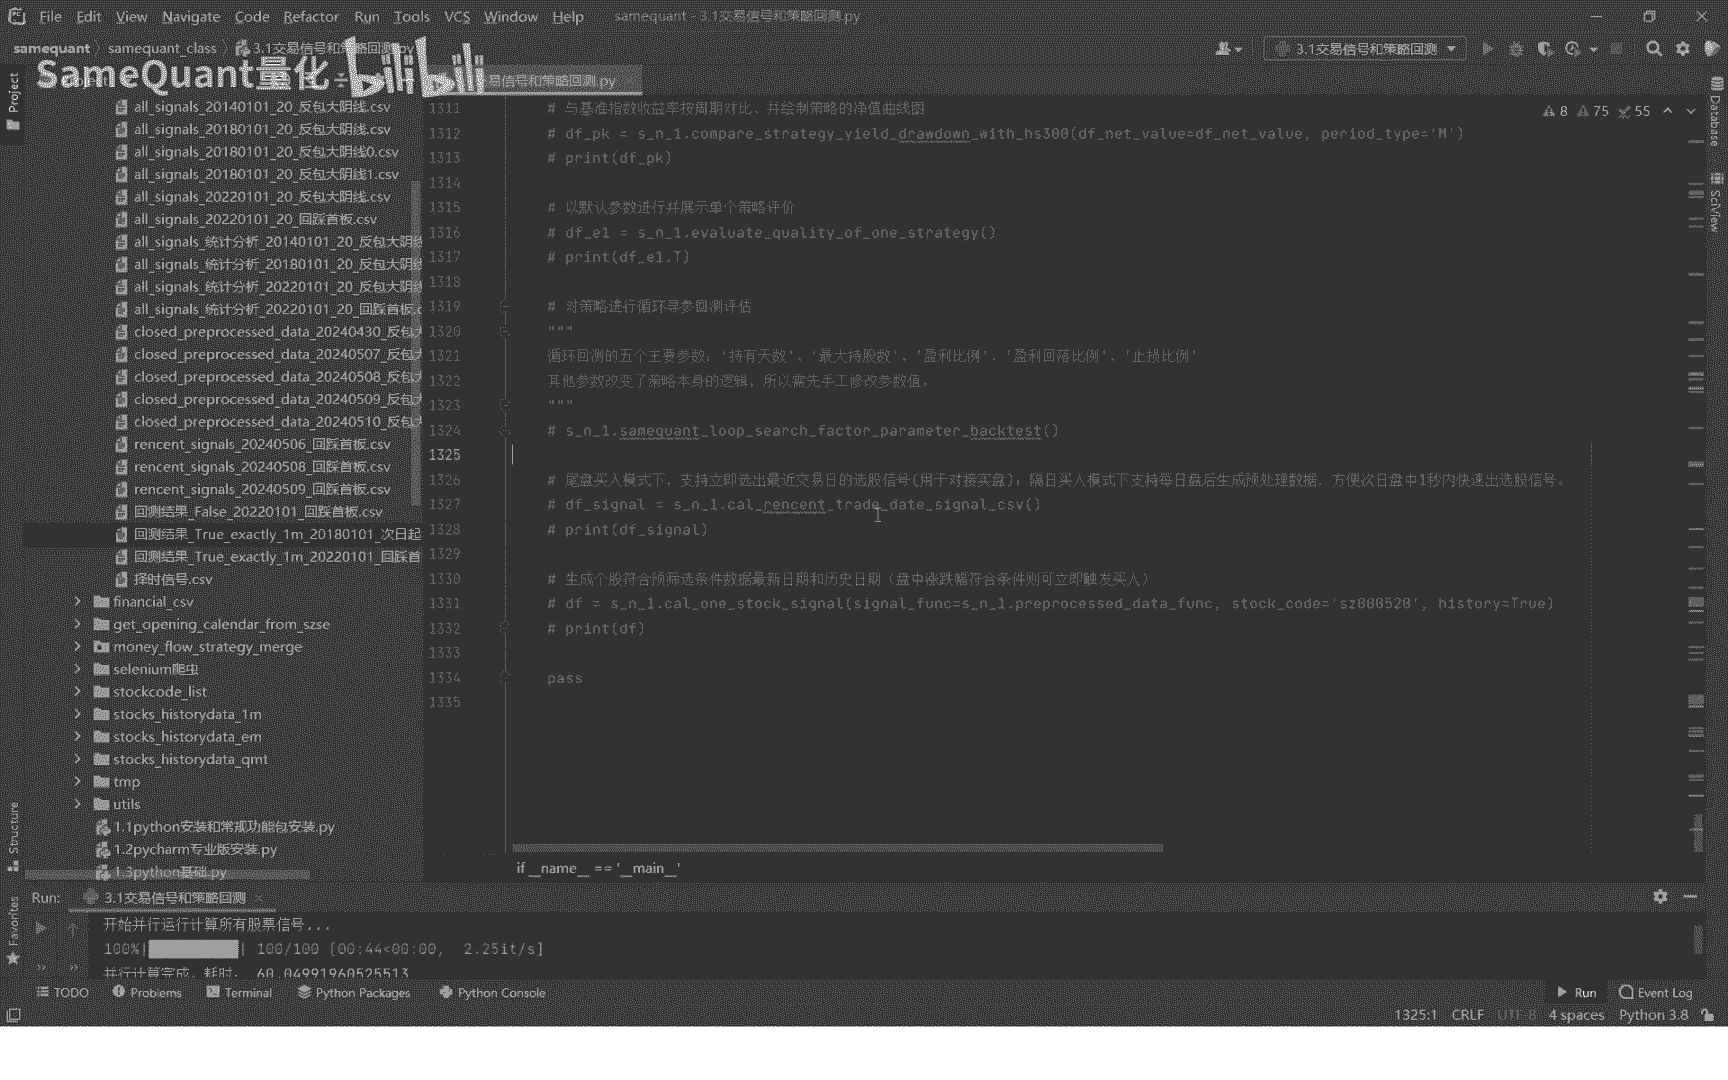 File Edit View Navigate Code Refactor Run Tools VCS Window Help samequant - 3.1交易信号和策略回测.py
samequant samequant_class 3.1交易信号和策略回测.py
3.1交易信号和策略回测
SameQuant量化 bilibili
易信号和策略回测.py
Project
all_signals_20140101_20_反包大阴线.csv
all_signals_20180101_20_反包大阴线.csv
all_signals_20180101_20_反包大阴线0.csv
all_signals_20180101_20_反包大阴线1.csv
all_signals_20220101_20_反包大阴线.csv
all_signals_20220101_20_回踩首板.csv
all_signals_统计分析_20140101_20_反包大阴线
all_signals_统计分析_20180101_20_反包大阴线
all_signals_统计分析_20220101_20_反包大阴线
all_signals_统计分析_20220101_20_回踩首板.c
closed_preprocessed_data_20240430_反包大
closed_preprocessed_data_20240507_反包大
closed_preprocessed_data_20240508_反包大
closed_preprocessed_data_20240509_反包大
closed_preprocessed_data_20240510_反包大
rencent_signals_20240506_回踩首板.csv
rencent_signals_20240508_回踩首板.csv
rencent_signals_20240509_回踩首板.csv
回测结果_False_20220101_回踩首板.csv
回测结果_True_exactly_1m_20180101_次日起
回测结果_True_exactly_1m_20220101_回踩首
择时信号.csv
financial_csv
get_opening_calendar_from_szse
money_flow_strategy_merge
selenium爬虫
stockcode_list
stocks_historydata_1m
stocks_historydata_em
stocks_historydata_qmt
tmp
utils
1.1python安装和常规功能包安装.py
1.2pycharm专业版安装.py
1.3python基础.py
1311 # 与基准指数收益率按周期对比、并绘制策略的净值曲线图
1312 # df_pk = s_n_1.compare_strategy_yield_drawdown_with_hs300(df_net_value=df_net_value, period_type='M')
1313 # print(df_pk)
1314
1315 # 以默认参数进行并展示单个策略评价
1316 # df_e1 = s_n_1.evaluate_quality_of_one_strategy()
1317 # print(df_e1.T)
1318
1319 # 对策略进行循环寻参回测评估
1320 """
1321 循环回测的五个主要参数：'持有天数'、'最大持股数'、'盈利比例'、'盈利回落比例'、'止损比例'
1322 其他参数改变了策略本身的逻辑，所以需先手工修改参数值。
1323 """
1324 # s_n_1.samequant_loop_search_factor_parameter_backtest()
1325
1326 # 尾盘买入模式下，支持立即选出最近交易日的选股信号(用于对接实盘)；隔日买入模式下支持每日盘后生成预处理数据，方便次日盘中1秒内快速出选股信号。
1327 # df_signal = s_n_1.cal_rencent_trade_date_signal_csv()
1328 # print(df_signal)
1329
1330 # 生成个股符合预筛选条件数据最新日期和历史日期（盘中涨跌幅符合条件则可立即触发买入）
1331 # df = s_n_1.cal_one_stock_signal(signal_func=s_n_1.preprocessed_data_func, stock_code='sz000520', history=True)
1332 # print(df)
1333
1334 pass
1335
8 75 55
Database
SciView
if __name__ == '__main__'
Structure
Favorites
Run: 3.1交易信号和策略回测
开始并行运行计算所有股票信号...
100%| | 100/100 [00:44<00:00, 2.25it/s]
并行计算完成。耗时： 60.04991960525513
TODO Problems Terminal Python Packages Python Console Run Event Log
1325:1 CRLF UTF-8 4 spaces Python 3.8